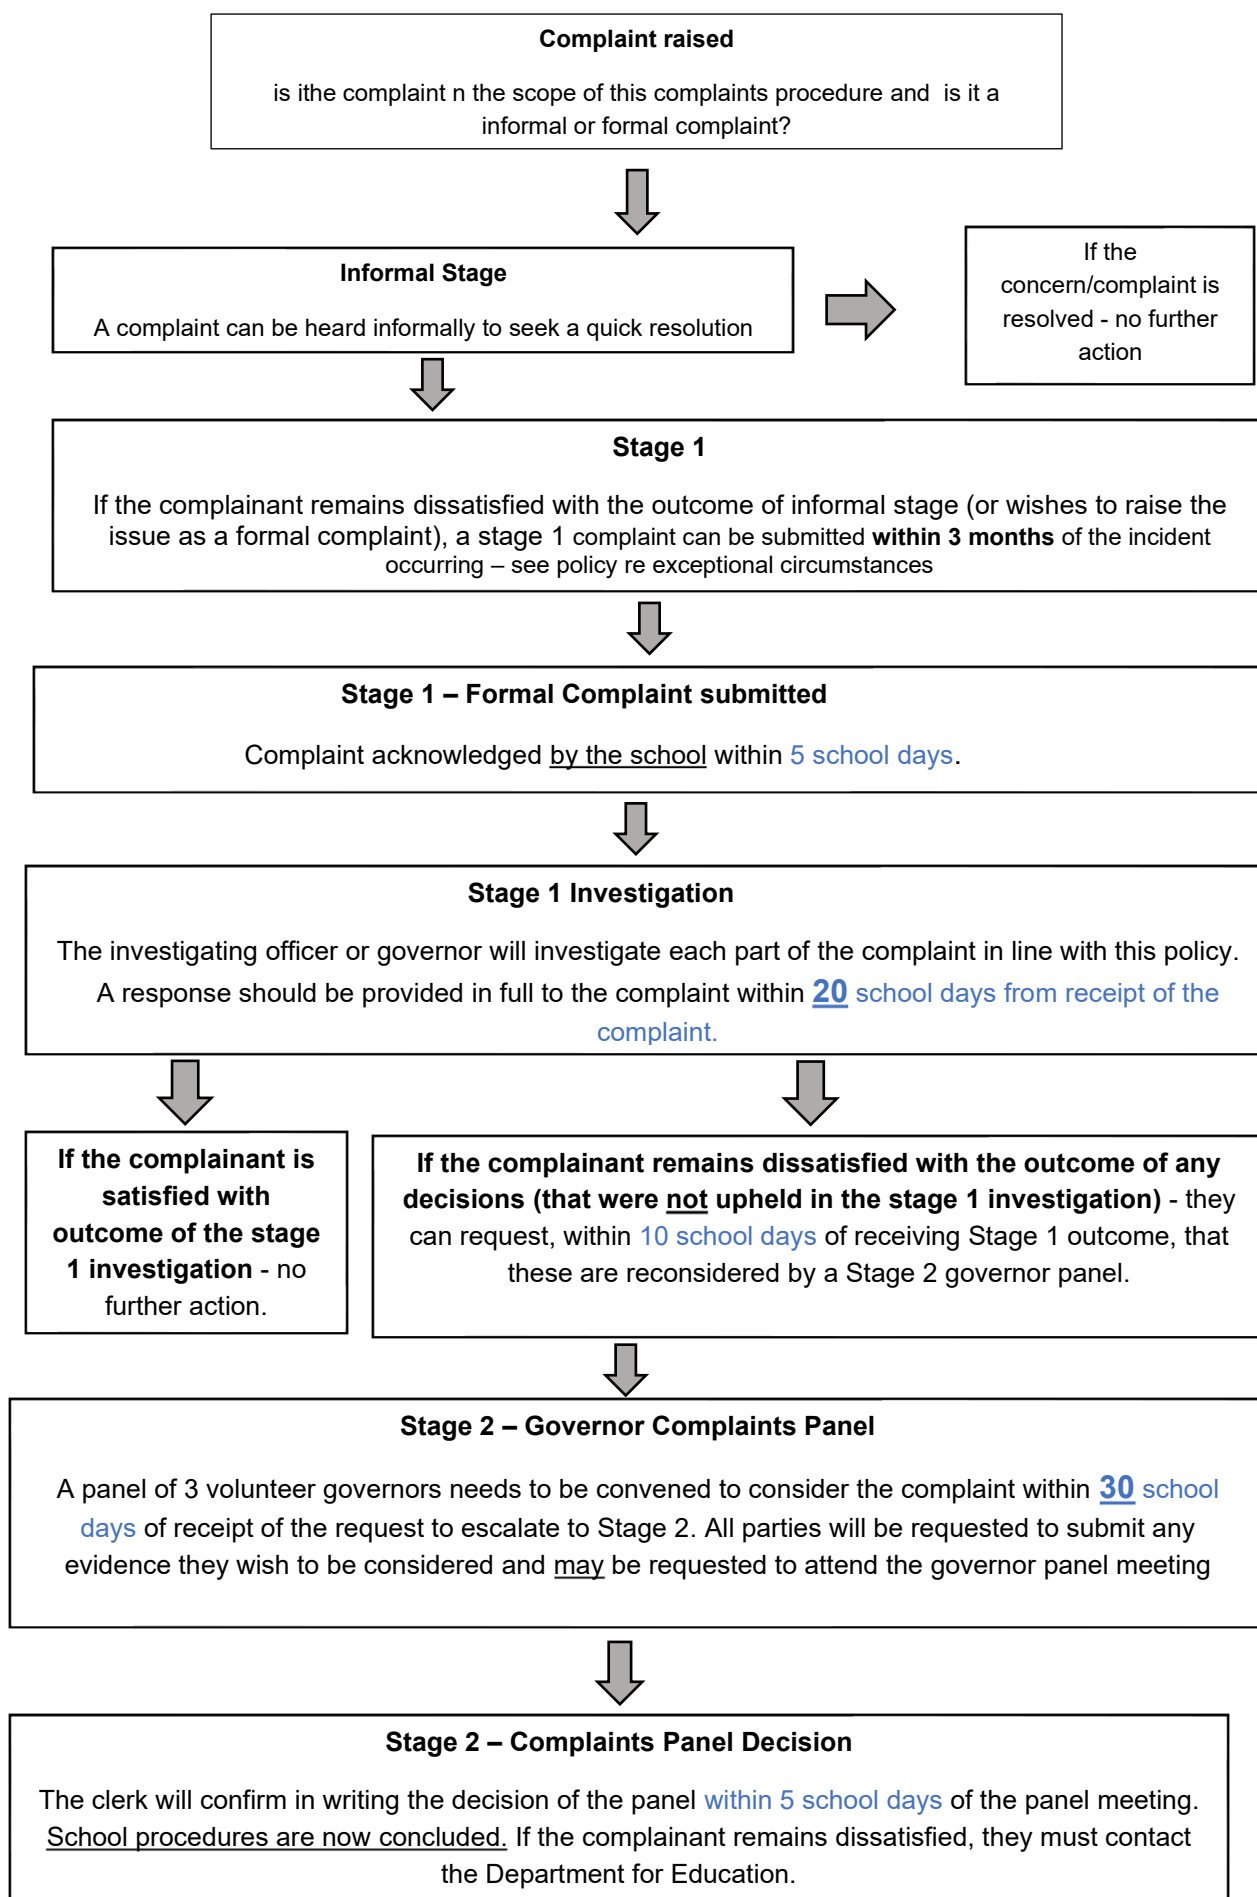 Complaint raised
is ithe complaint n the scope of this complaints procedure and is it a
informal or formal complaint?
Informal Stage
A complaint can be heard informally to seek a quick resolution
If the
concern/complaint is
resolved - no further
action
Stage 1
If the complainant remains dissatisfied with the outcome of informal stage (or wishes to raise the
issue as a formal complaint), a stage 1 complaint can be submitted within 3 months of the incident
occurring – see policy re exceptional circumstances
Stage 1 – Formal Complaint submitted
Complaint acknowledged by the school within 5 school days.
Stage 1 Investigation
The investigating officer or governor will investigate each part of the complaint in line with this policy.
A response should be provided in full to the complaint within 20 school days from receipt of the
complaint.
If the complainant is
satisfied with
outcome of the stage
1 investigation - no
further action.
If the complainant remains dissatisfied with the outcome of any
decisions (that were not upheld in the stage 1 investigation) - they
can request, within 10 school days of receiving Stage 1 outcome, that
these are reconsidered by a Stage 2 governor panel.
Stage 2 – Governor Complaints Panel
A panel of 3 volunteer governors needs to be convened to consider the complaint within 30 school
days of receipt of the request to escalate to Stage 2. All parties will be requested to submit any
evidence they wish to be considered and may be requested to attend the governor panel meeting
Stage 2 – Complaints Panel Decision
The clerk will confirm in writing the decision of the panel within 5 school days of the panel meeting.
School procedures are now concluded. If the complainant remains dissatisfied, they must contact
the Department for Education.